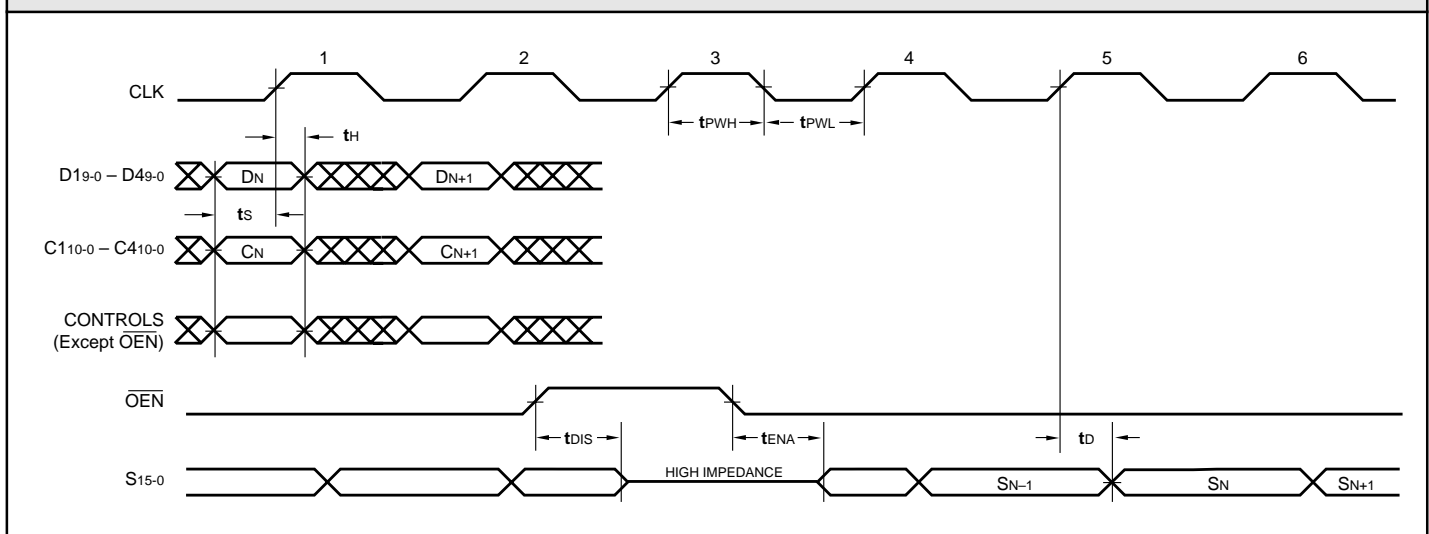 1 2 3 4 5 6
CLK
tPWH tPWL
tH
D19-0 – D49-0 DN DN+1
tS
C110-0 – C410-0 CN CN+1
CONTROLS
(Except OEN)
OEN
tDIS tENA tD
S15-0 HIGH IMPEDANCE SN–1 SN SN+1